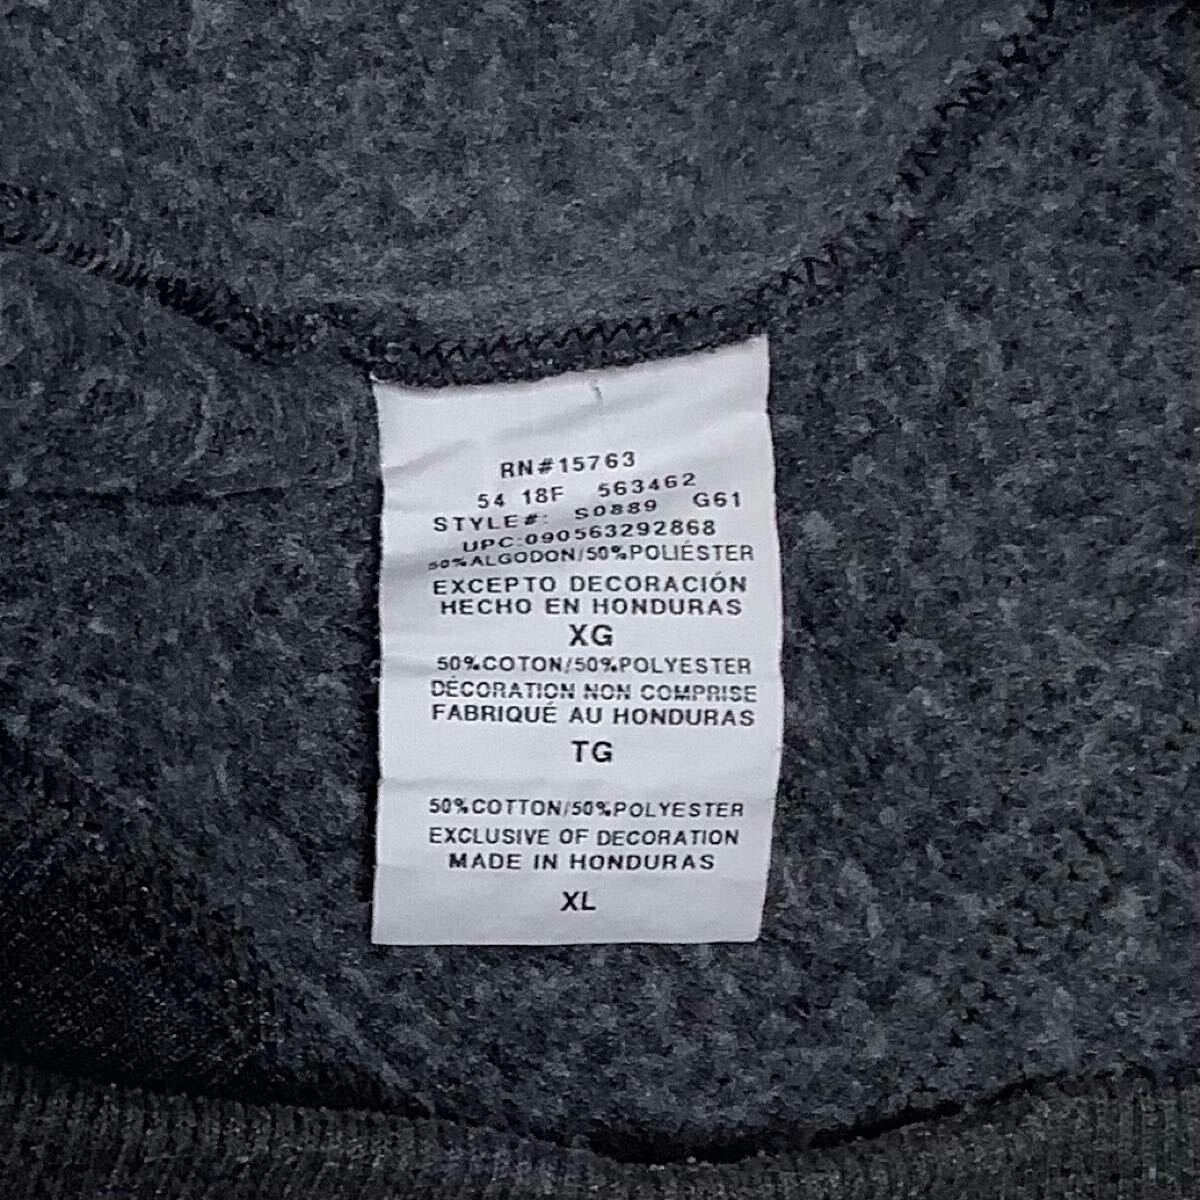 RN#15763
54 18F 563462
STYLE#: S0889 G61
UPC:090563292868
50%ALGODON/50%POLIÉSTER
EXCEPTO DECORACIÓN
HECHO EN HONDURAS
XG
50%COTON/50%POLYESTER
DÉCORATION NON COMPRISE
FABRIQUÉ AU HONDURAS
TG
50%COTTON/50%POLYESTER
EXCLUSIVE OF DECORATION
MADE IN HONDURAS
XL